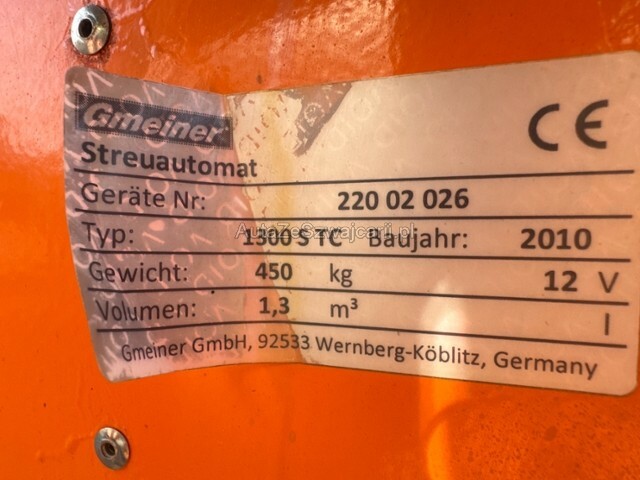 Gmeiner
CE
Streuautomat
Geräte Nr: 220 02 026
AutaZeSzwajcarii.pl
Typ: 1300 S TC Baujahr: 2010
Gewicht: 450 kg 12 V
Volumen: 1,3 m³ l
Gmeiner GmbH, 92533 Wernberg-Köblitz, Germany